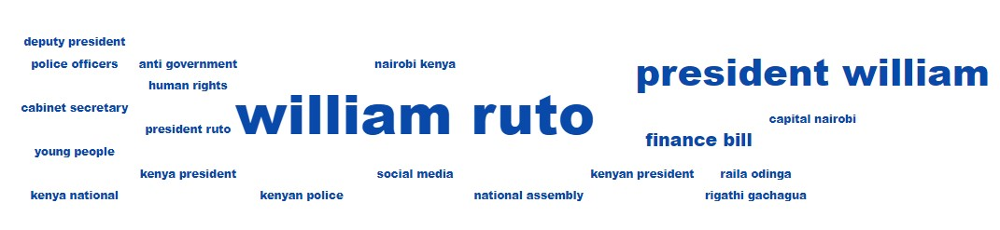 deputy president
police officers
anti government
nairobi kenya
president william
human rights
cabinet secretary
william ruto
capital nairobi
president ruto
finance bill
young people
kenya president
social media
kenyan president
raila odinga
kenya national
kenyan police
national assembly
rigathi gachagua